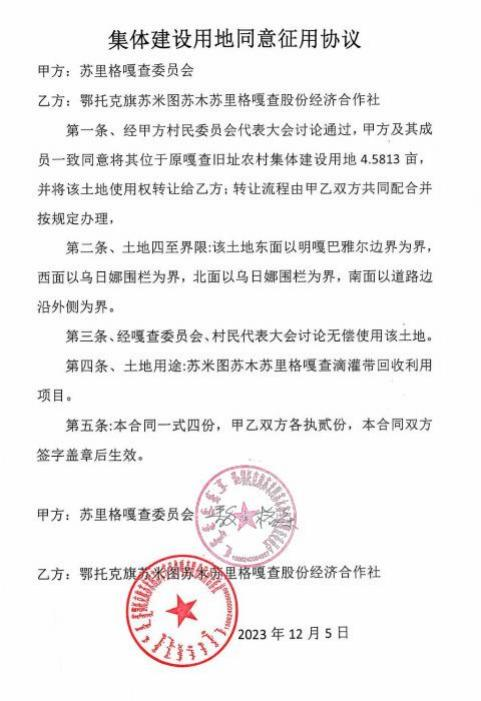 集体建设用地同意征用协议
甲方：苏里格嘎查委员会
乙方：鄂托克旗苏米图苏木苏里格嘎查股份经济合作社
第一条、经甲方村民委员会代表大会讨论通过，甲方及其成
员一致同意将其位于原嘎查旧址农村集体建设用地 4.5813 亩，
并将该土地使用权转让给乙方；转让流程由甲乙双方共同配合并
按规定办理，
第二条、土地四至界限:该土地东面以明嘎巴雅尔边界为界，
西面以乌日娜围栏为界，北面以乌日娜围栏为界，南面以道路边
沿外侧为界。
第三条、经嘎查委员会、村民代表大会讨论无偿使用该土地。
第四条、土地用途:苏米图苏木苏里格嘎查滴灌带回收利用
项目。
第五条:本合同一式四份，甲乙双方各执贰份，本合同双方
签字盖章后生效。
甲方：苏里格嘎查委员会
乙方：鄂托克旗苏米图苏木苏里格嘎查股份经济合作社
2023 年 12 月 5 日